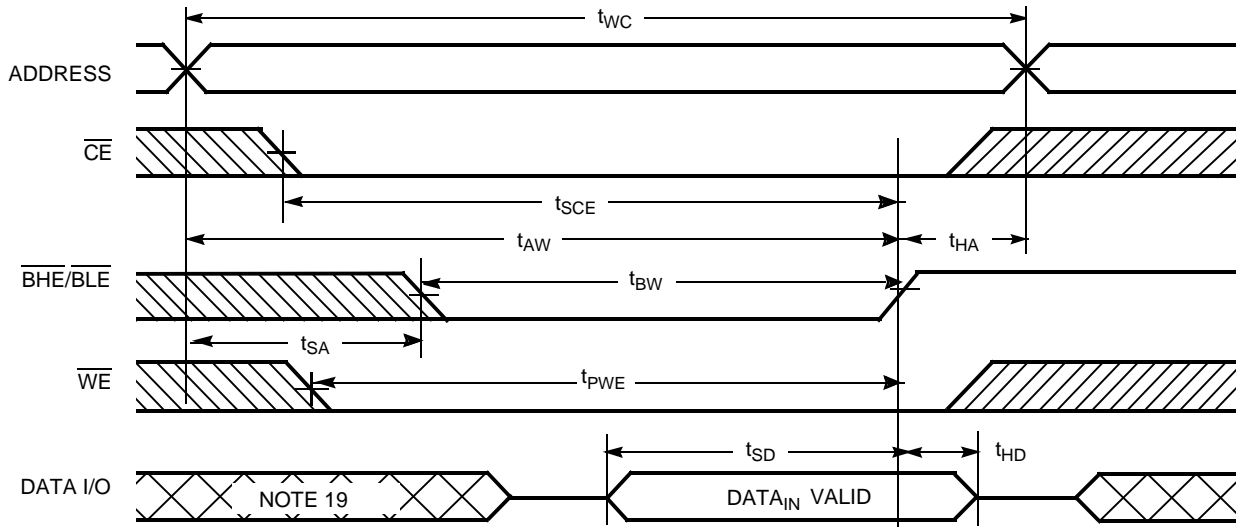 tWC
ADDRESS
CE
tSCE
tAW
tHA
BHE/BLE
tBW
tSA
WE
tPWE
tSD
tHD
DATA I/O
NOTE 19
DATAIN VALID